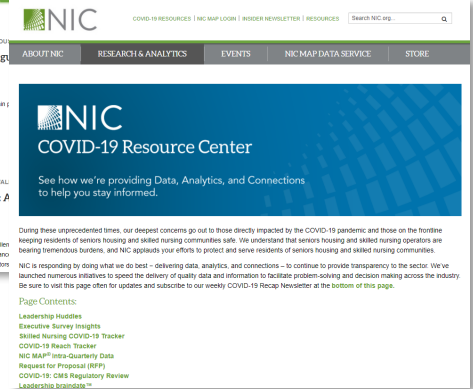 NIC
COVID-19 RESOURCES | NIC MAP LOGIN | INSIDER NEWSLETTER | RESOURCES
Search NIC.org...
ABOUT NIC RESEARCH & ANALYTICS EVENTS NIC MAP DATA SERVICE STORE
NIC
COVID-19 Resource Center
See how we're providing Data, Analytics, and Connections
to help you stay informed.
During these unprecedented times, our deepest concerns go out to those directly impacted by the COVID-19 pandemic and those on the frontline
keeping residents of seniors housing and skilled nursing communities safe. We understand that seniors housing and skilled nursing operators are
bearing tremendous burdens, and NIC applauds your efforts to protect and serve residents of seniors housing and skilled nursing communities.
NIC is responding by doing what we do best – delivering data, analytics, and connections – to continue to provide transparency to the sector. We've
launched numerous initiatives to speed the delivery of quality data and information to facilitate problem-solving and decision making across the industry.
Be sure to visit this page often for updates and subscribe to our weekly COVID-19 Recap Newsletter at the bottom of this page.
Page Contents:
Leadership Huddles
Executive Survey Insights
Skilled Nursing COVID-19 Tracker
COVID-19 Reach Tracker
NIC MAP® Intra-Quarterly Data
Request for Proposal (RFP)
COVID-19: CMS Regulatory Review
Leadership braindate™